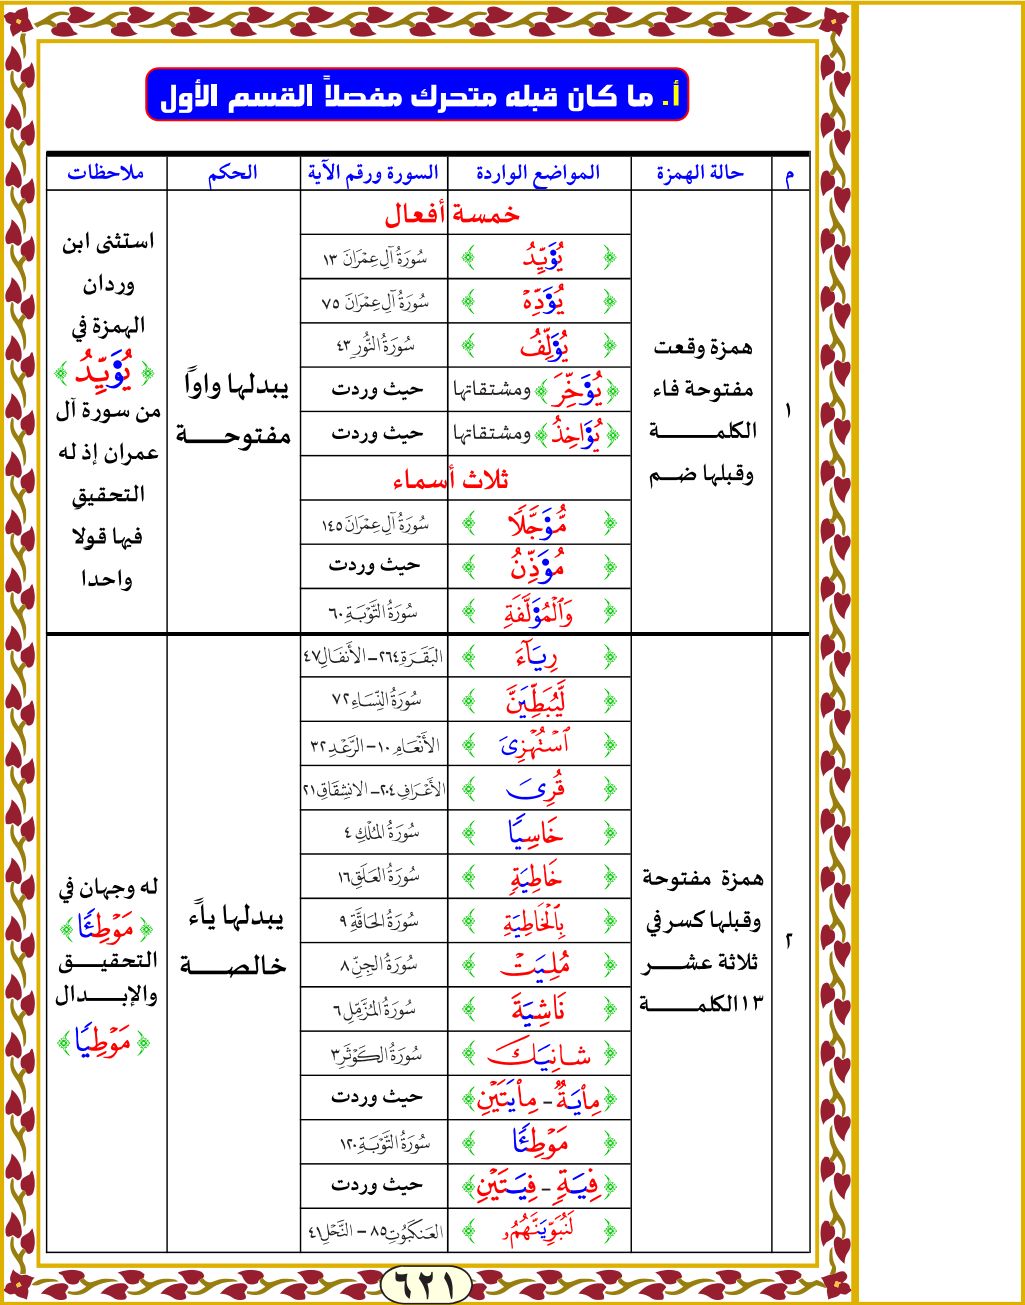 أ. ما كان قبله متحرك مفصلاً القسم الأول
م حالة الهمزة المواضع الواردة السورة ورقم الآية الحكم ملاحظات
خمسة أفعال
﴿ يُؤَيِّدُ ﴾ سُورَةُ آلِ عِمْرَانَ ١٣
﴿ يُؤَدِّهْ ﴾ سُورَةُ آلِ عِمْرَانَ ٧٥
﴿ يُوَلِّفُ ﴾ سُورَةُ النُّورِ ٤٣
﴿ يُوَخِّرَ ﴾ ومشتقاتها حيث وردت
﴿ يُوَاخِذُ ﴾ ومشتقاتها حيث وردت
ثلاث أسماء
﴿ مُّوَجَّلًا ﴾ سُورَةُ آلِ عِمْرَانَ ١٤٥
﴿ مُوَذِّنُ ﴾ حيث وردت
﴿ وَالْمُوَلَّفَةِ ﴾ سُورَةُ التَّوْبَةِ ٦٠
١
همزة وقعت
مفتوحة فاء
الكلمة
وقبلها ضم
يبدلها واوًا
مفتوحة
استثنى ابن
وردان
الهمزة في
﴿ يُوَيِّدُ ﴾
من سورة آل
عمران إذ له
التحقيق
فيها قولا
واحدا
﴿ رِيَآءَ ﴾ البَقَرَةِ ٢٦٤ - الأَنفَالِ ٤٧
﴿ لَّيُبَطِّيَنَّ ﴾ سُورَةُ النِّسَاءِ ٧٢
﴿ ٱسْتُهْزِىَ ﴾ الأَنْعَامِ ١٠ - الرَّعْدِ ٣٢
﴿ قُرِىَ ﴾ الأَعْرَافِ ٢٠٤ - الانشِقَاقِ ٢١
﴿ خَاسِيًا ﴾ سُورَةُ المُلْكِ ٤
﴿ خَاطِيَةٖ ﴾ سُورَةُ العَلَقِ ١٦
﴿ بِالْخَاطِيَةِ ﴾ سُورَةُ الحَاقَّةِ ٩
﴿ مُلِيَتْ ﴾ سُورَةُ الجِنِّ ٨
﴿ نَاشِيَةَ ﴾ سُورَةُ المُزَّمِّلِ ٦
﴿ شَانِيَكَ ﴾ سُورَةُ الكَوْثَرِ ٣
﴿ مِاْيَةٌ - مِاْيَتَيْنِ ﴾ حيث وردت
﴿ مَوْطِئًا ﴾ سُورَةُ التَّوْبَةِ ١٢٠
﴿ فِيَةٖ - فِيَتَيْنِ ﴾ حيث وردت
﴿ لَنُبَوِّيَنَّهُمُۥ ﴾ العَنكَبُوتِ ٨٥ - النَّحْلِ ٤١
٢
همزة مفتوحة
وقبلها كسر في
ثلاثة عشر
١٣ الكلمة
يبدلها ياءً
خالصة
له وجهان في
﴿ مَوْطِئًا ﴾
التحقيق
والإبدال
﴿ مَوْطِيًا ﴾
٦٢١